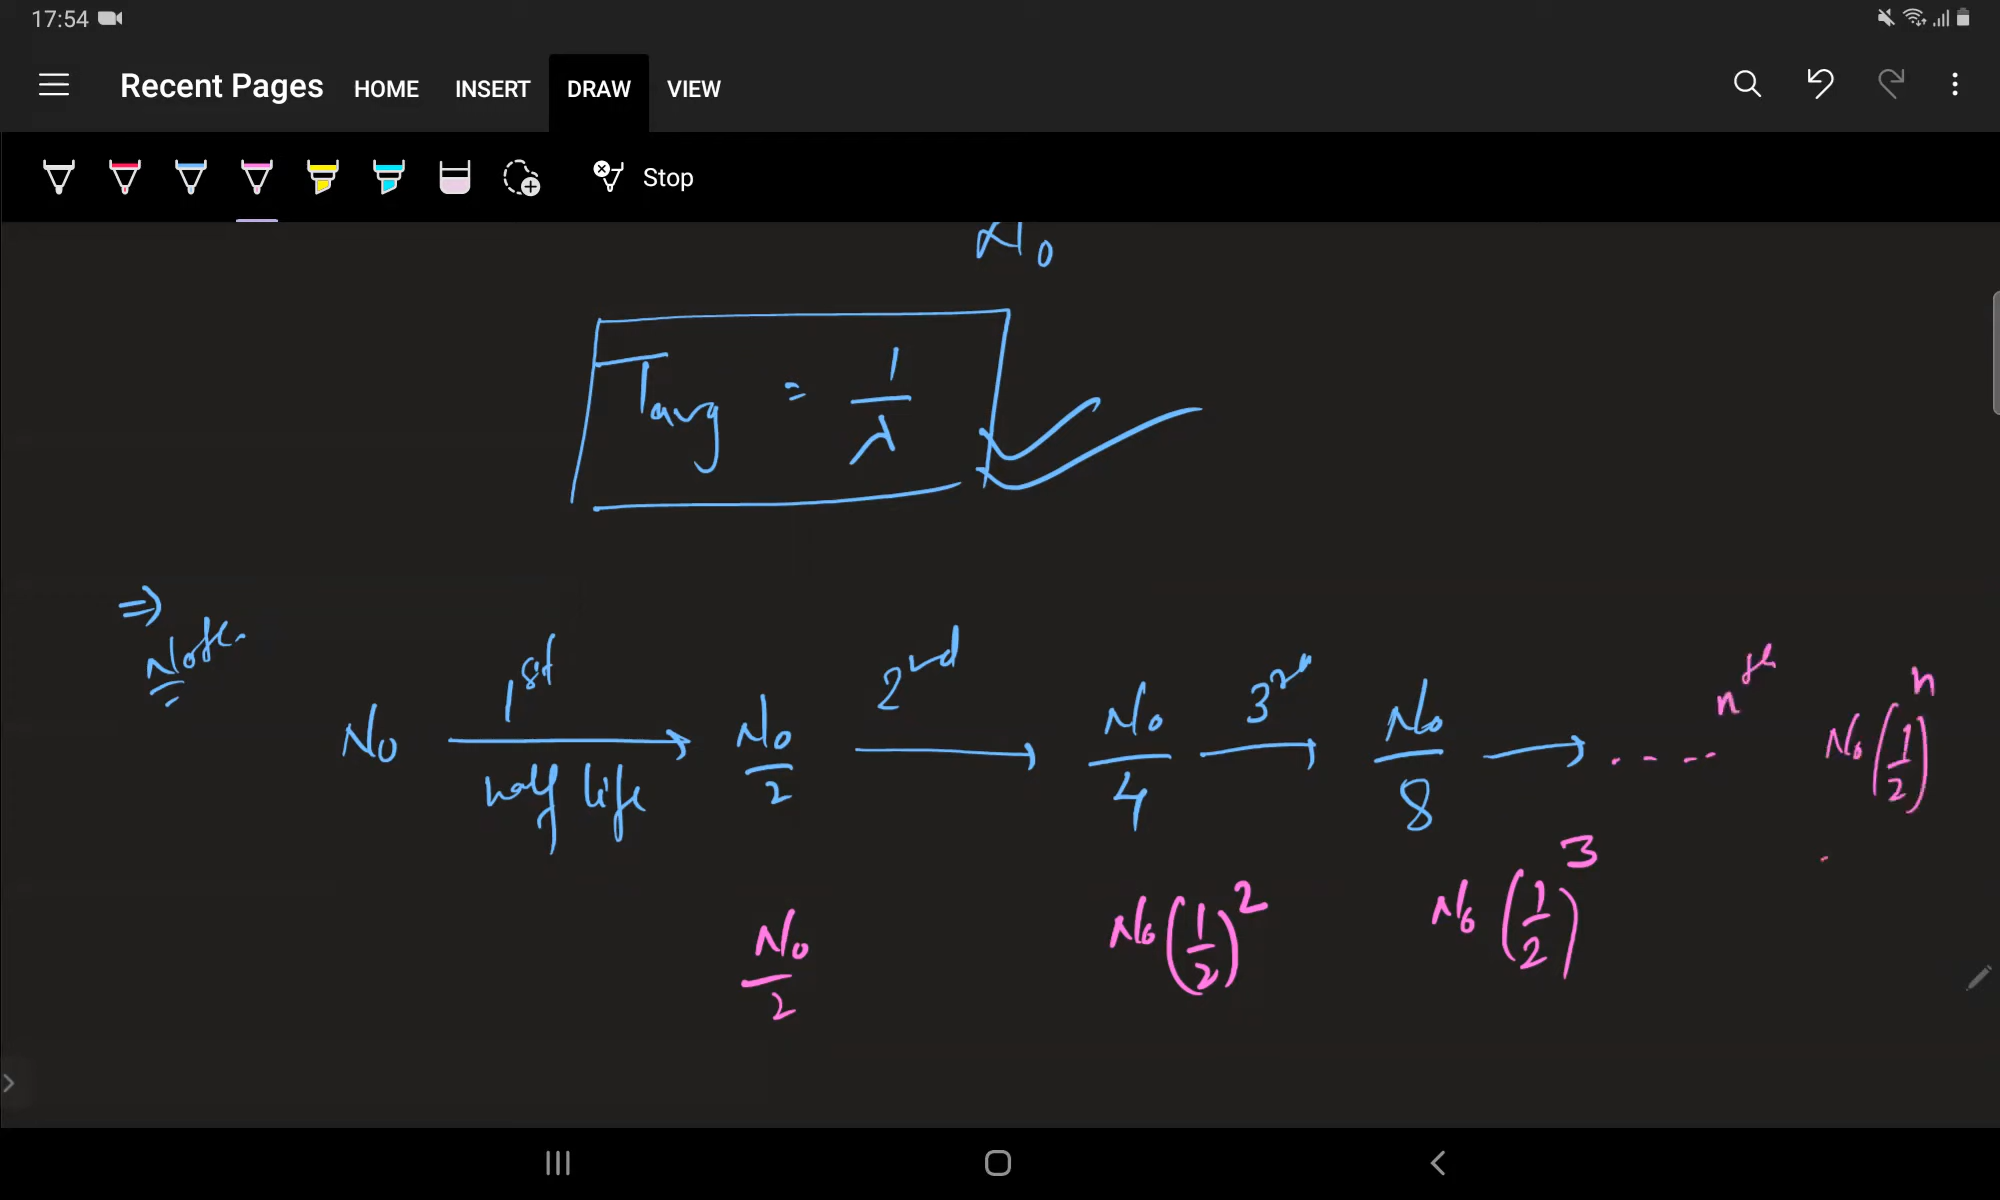 17:54
Recent Pages HOME INSERT DRAW VIEW
Stop
N0
Tavg = 1/λ
⇒ Note.
N0 1st half life → N0/2 2nd → N0/4 3rd → N0/8 → ..... nth N0(1/2)^n
N0/2 N0(1/2)^2 N0(1/2)^3